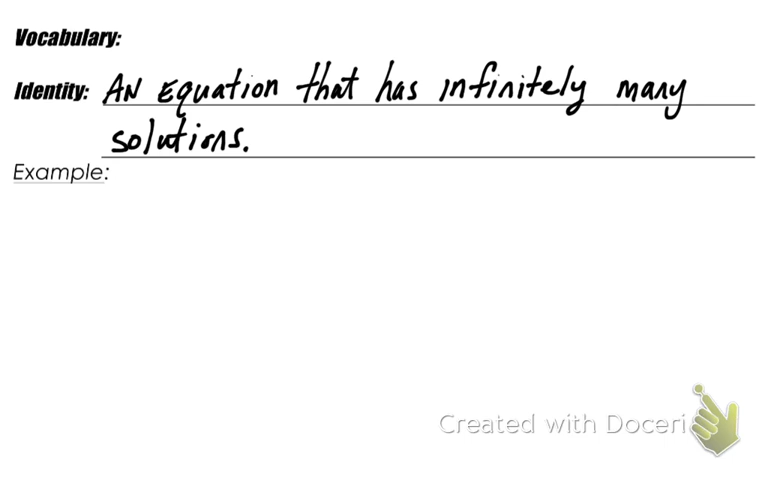 Vocabulary:
Identity: AN Equation that has infinitely many
solutions.
Example:
Created with Doceri